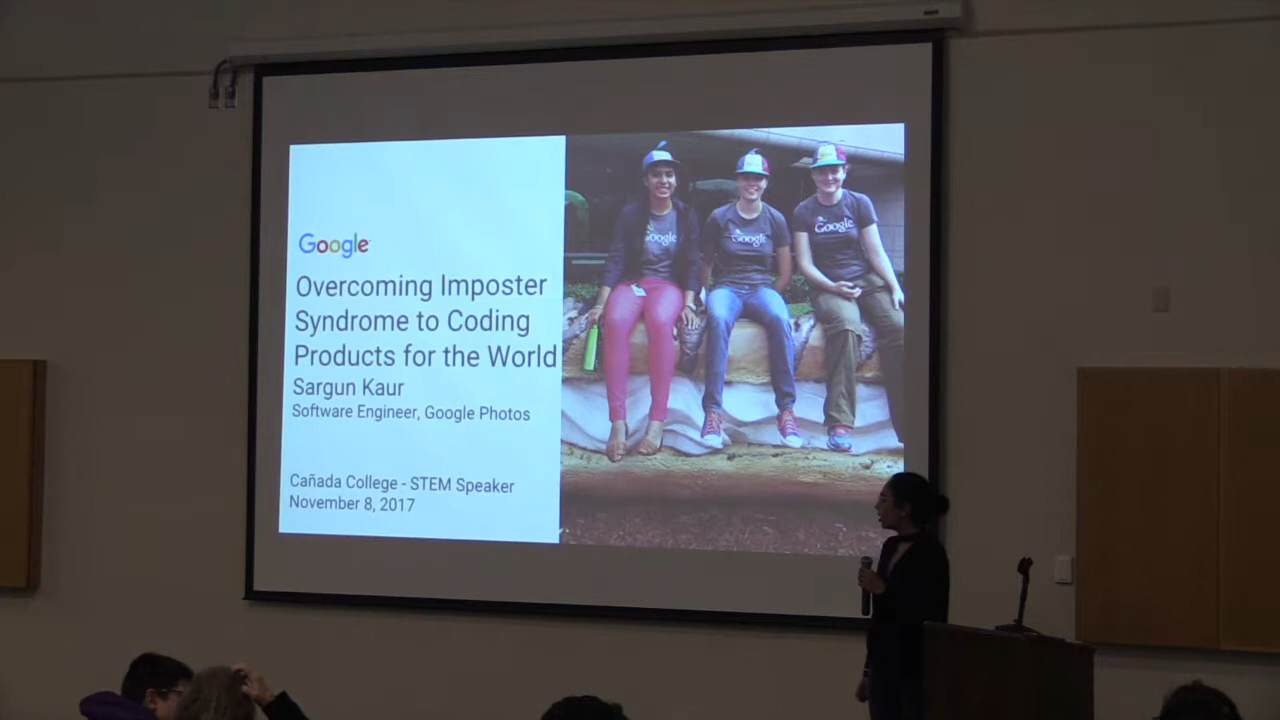 Google
Overcoming Imposter
Syndrome to Coding
Products for the World
Sargun Kaur
Software Engineer, Google Photos
Cañada College - STEM Speaker
November 8, 2017
Google
Google
Google